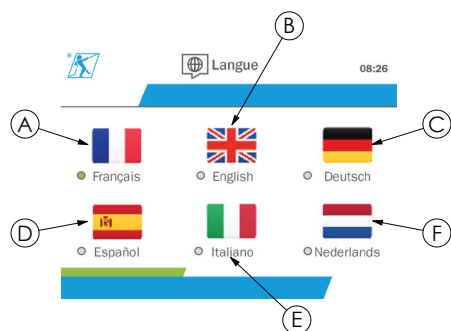 B
Langue 08:26
A C
Français English Deutsch
D F
Español Italiano Nederlands
E